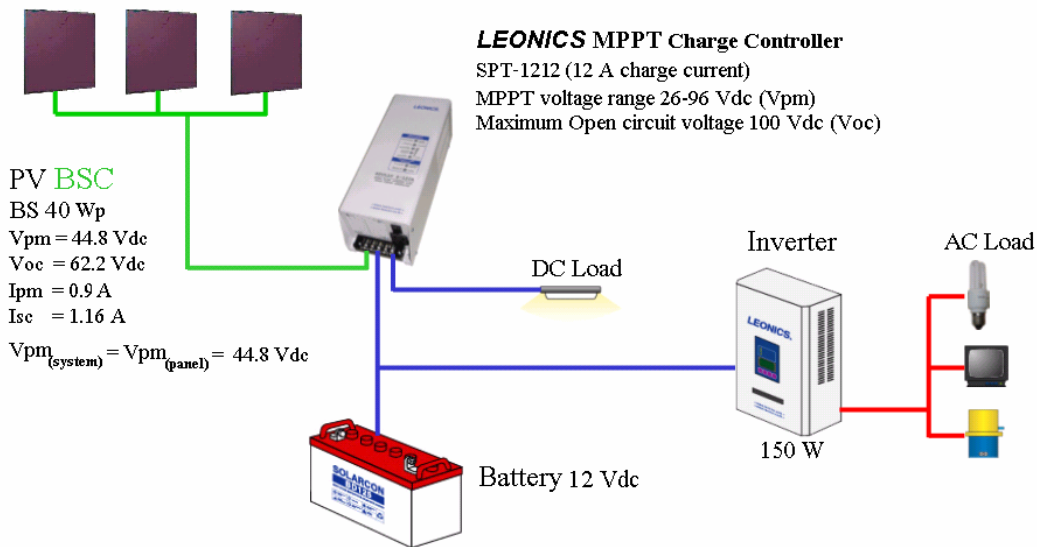 LEONICS MPPT Charge Controller
SPT-1212 (12 A charge current)
MPPT voltage range 26-96 Vdc (Vpm)
Maximum Open circuit voltage 100 Vdc (Voc)
LEONICS
PV BSC
BS 40 Wp
Vpm = 44.8 Vdc
Voc = 62.2 Vdc
Ipm = 0.9 A
Isc = 1.16 A
Vpm(system) = Vpm(panel) = 44.8 Vdc
DC Load
Inverter
AC Load
LEONICS
150 W
SOLARCON
BD125
Battery 12 Vdc